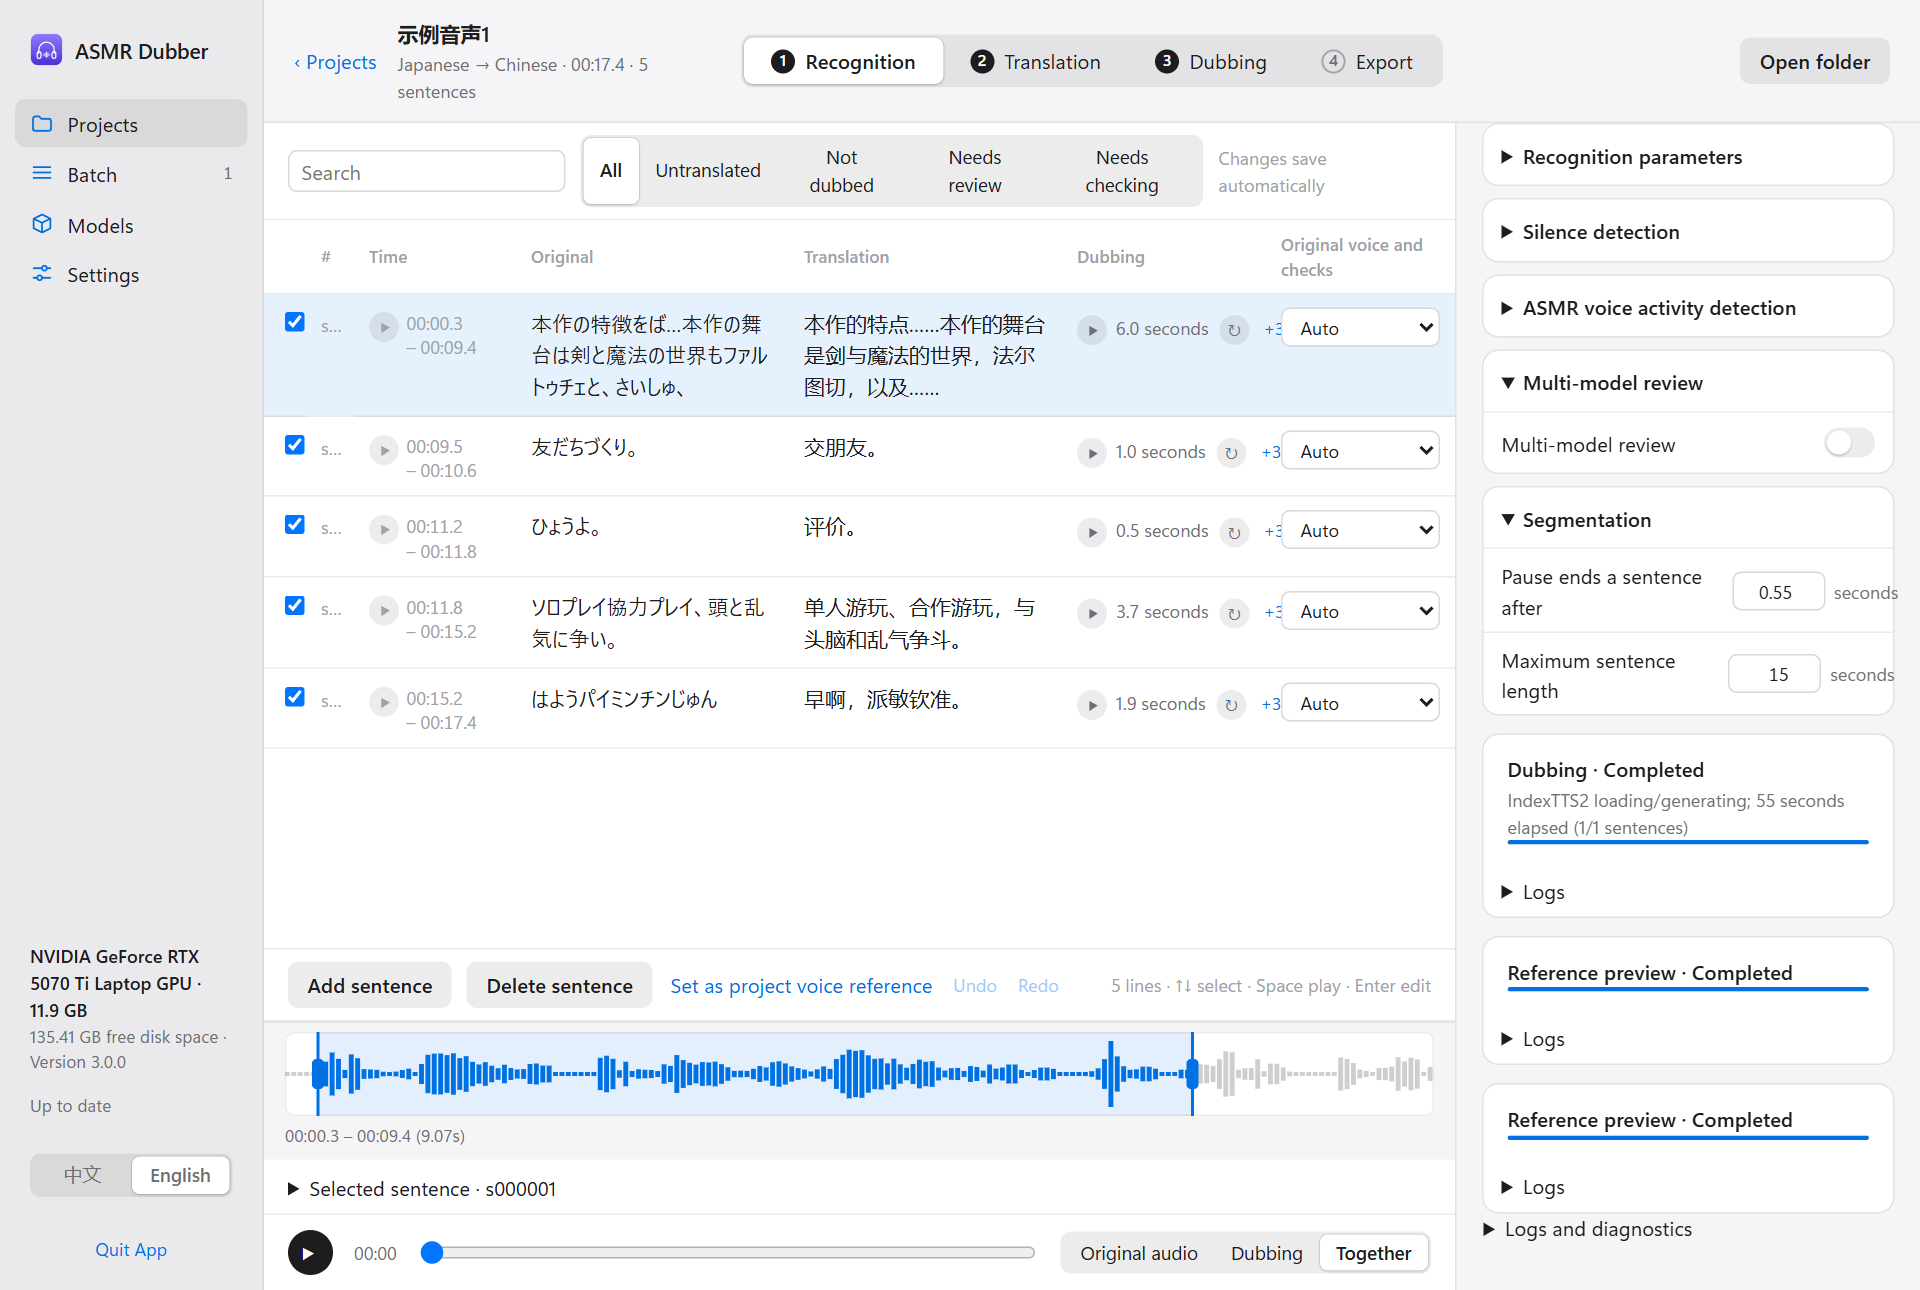 ASMR Dubber
Projects
Batch 1
Models
Settings
NVIDIA GeForce RTX
5070 Ti Laptop GPU ·
11.9 GB
135.41 GB free disk space ·
Version 3.0.0
Up to date
中文 English
Quit App
‹ Projects
示例音声1
Japanese → Chinese · 00:17.4 · 5
sentences
1 Recognition 2 Translation 3 Dubbing 4 Export
Open folder
Search
All Untranslated Not dubbed Needs review Needs checking
Changes save
automatically
# Time Original Translation Dubbing Original voice and checks
s... 00:00.3
– 00:09.4
本作の特徴をば...本作の舞
台は剣と魔法の世界もファル
トゥチェと、さいしゅ、
本作的特点......本作的舞台
是剑与魔法的世界，法尔
图切，以及......
6.0 seconds ↻ +3 Auto
s... 00:09.5
– 00:10.6
友だちづくり。
交朋友。
1.0 seconds ↻ +3 Auto
s... 00:11.2
– 00:11.8
ひょうよ。
评价。
0.5 seconds ↻ +3 Auto
s... 00:11.8
– 00:15.2
ソロプレイ協力プレイ、頭と乱
気に争い。
单人游玩、合作游玩，与
头脑和乱气争斗。
3.7 seconds ↻ +3 Auto
s... 00:15.2
– 00:17.4
はようパイミンチンじゅん
早啊，派敏钦准。
1.9 seconds ↻ +3 Auto
Add sentence Delete sentence Set as project voice reference Undo Redo 5 lines · ↑↓ select · Space play · Enter edit
00:00.3 – 00:09.4 (9.07s)
▶ Selected sentence · s000001
00:00 Original audio Dubbing Together
▶ Recognition parameters
▶ Silence detection
▶ ASMR voice activity detection
▼ Multi-model review
Multi-model review
▼ Segmentation
Pause ends a sentence
after
0.55 seconds
Maximum sentence
length
15 seconds
Dubbing · Completed
IndexTTS2 loading/generating; 55 seconds
elapsed (1/1 sentences)
▶ Logs
Reference preview · Completed
▶ Logs
Reference preview · Completed
▶ Logs
▶ Logs and diagnostics